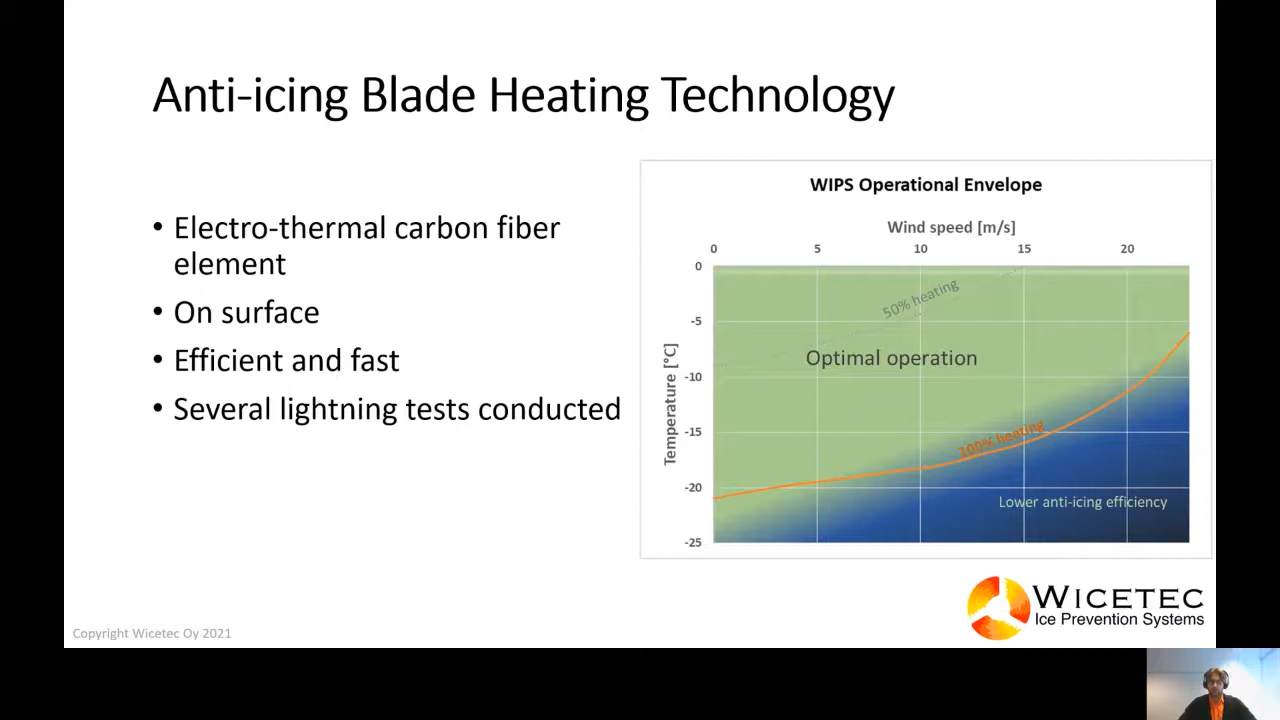 Anti-icing Blade Heating Technology
• Electro-thermal carbon fiber
element
• On surface
• Efficient and fast
• Several lightning tests conducted
WIPS Operational Envelope
Wind speed [m/s]
0 5 10 15 20
0
-5
-10
-15
-20
-25
Temperature [°C]
50% heating
Optimal operation
100% heating
Lower anti-icing efficiency
WICETEC
Ice Prevention Systems
Copyright Wicetec Oy 2021